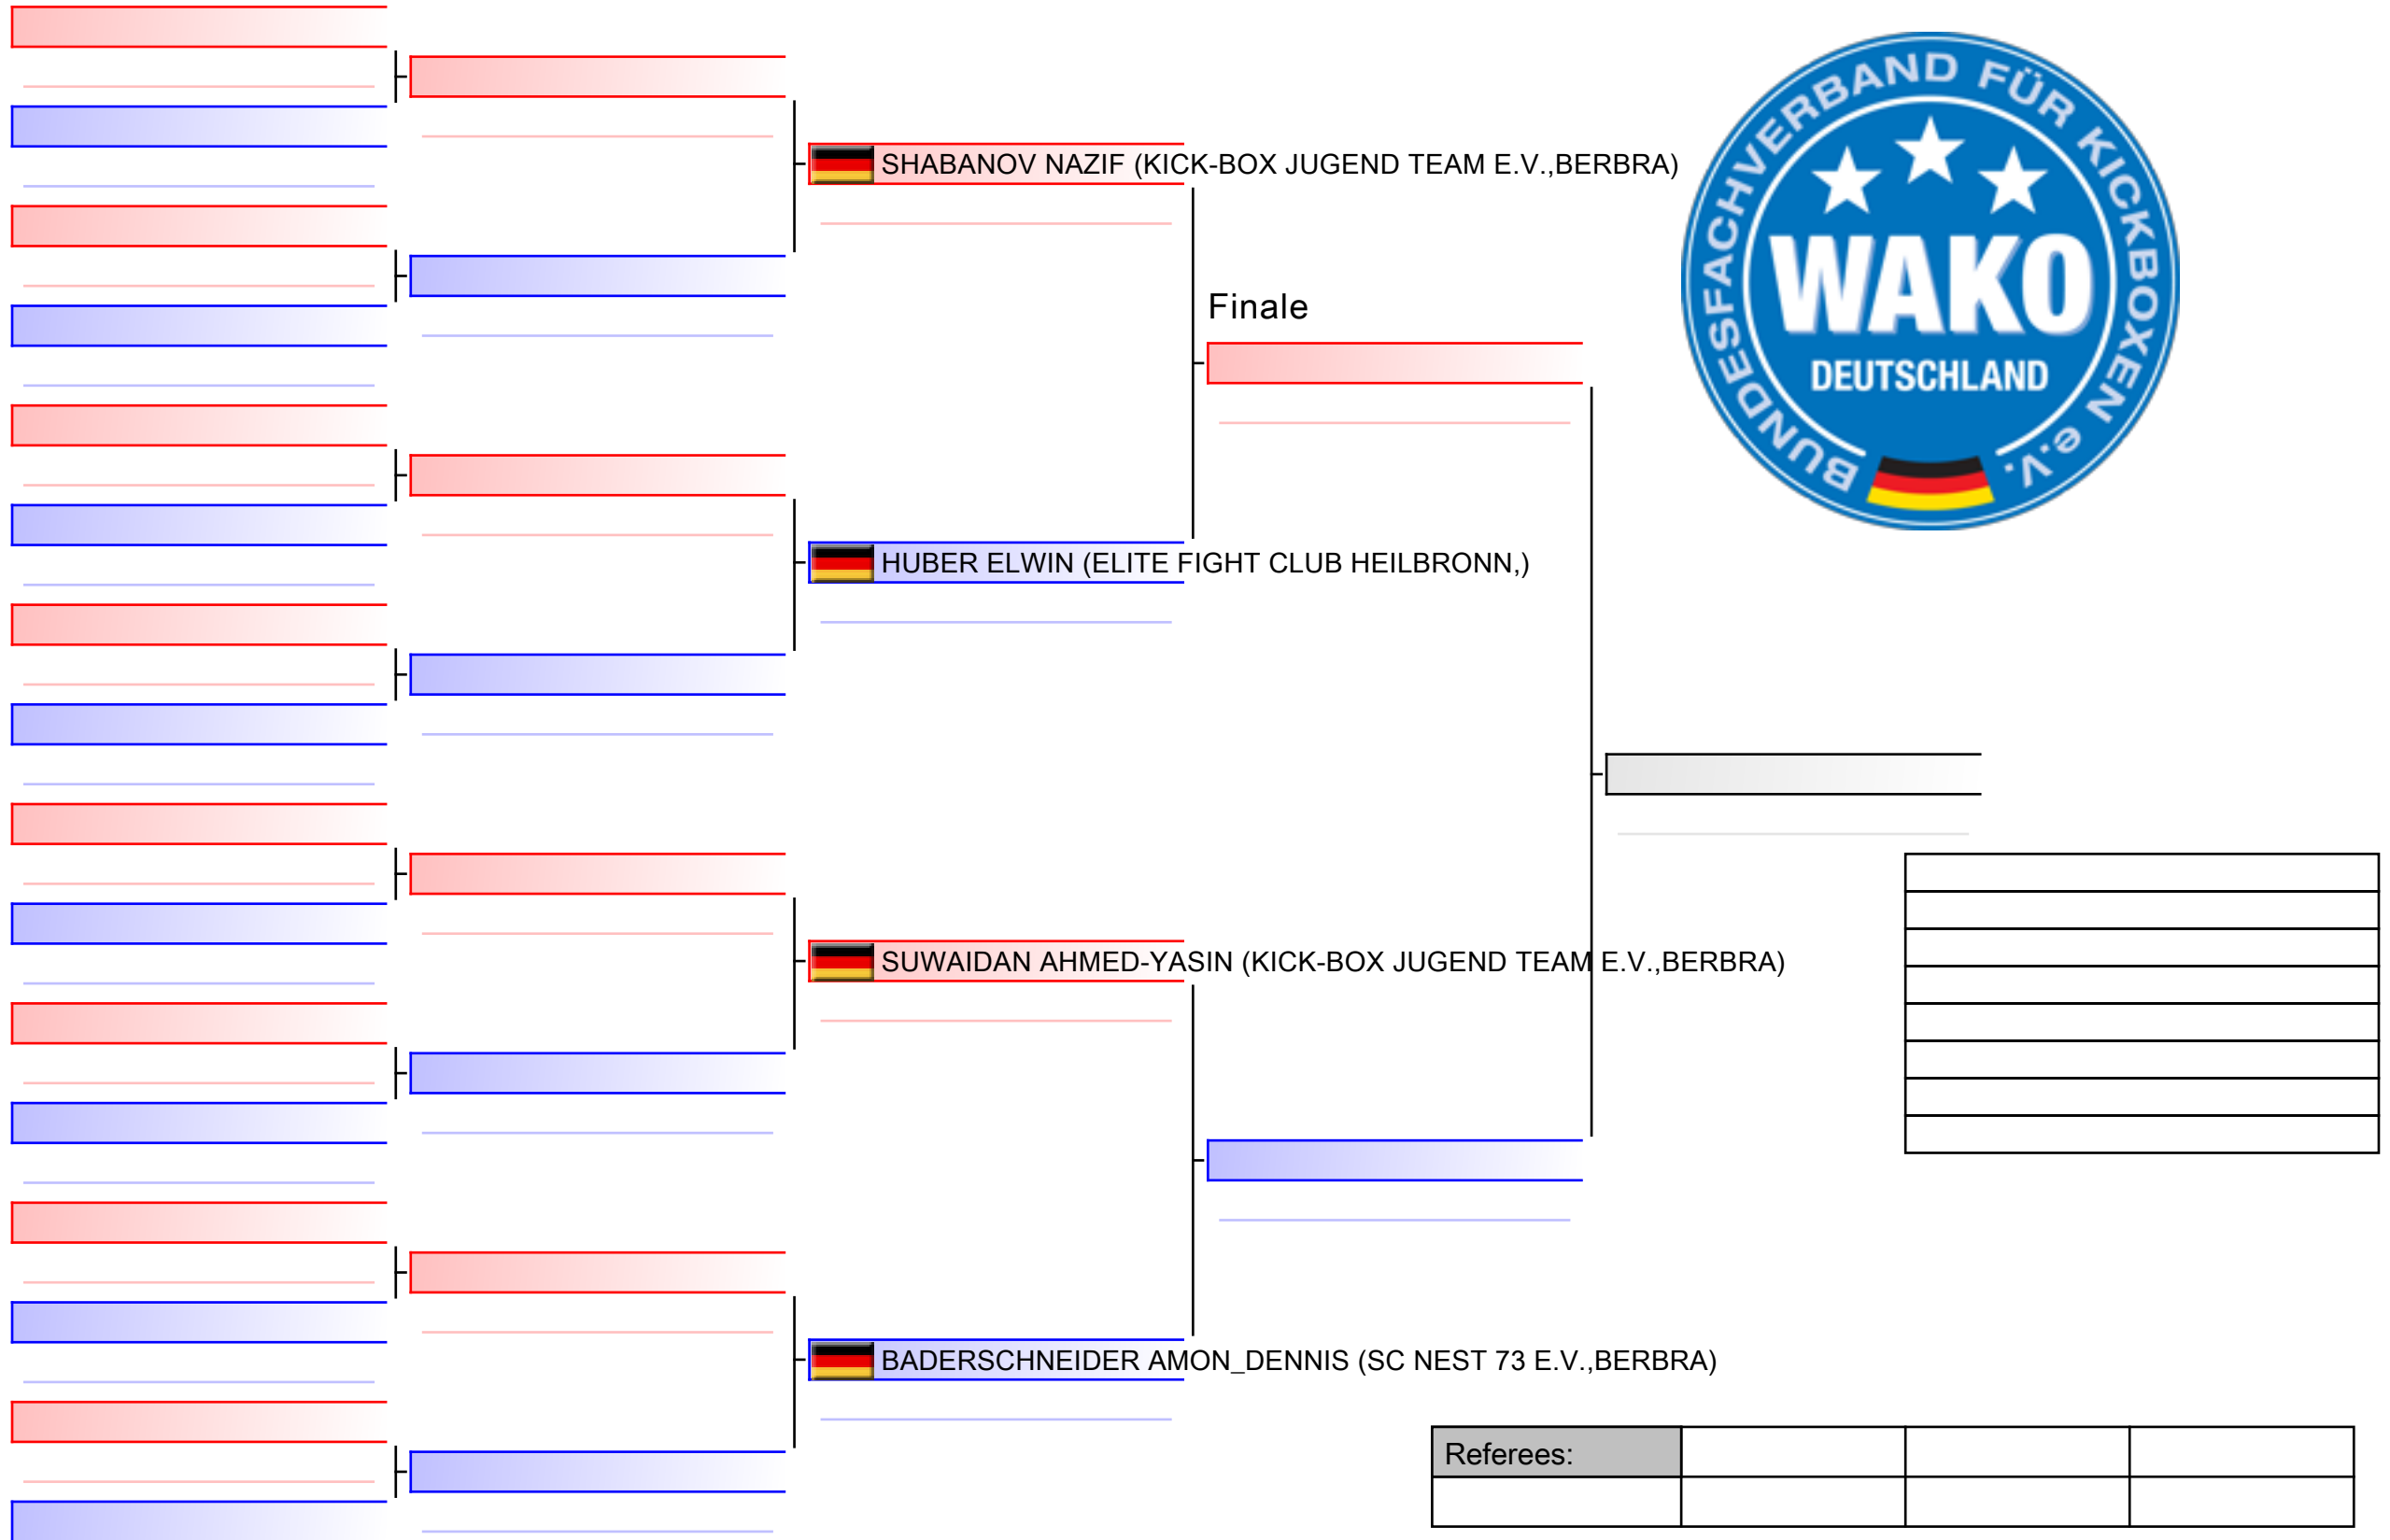 SHABANOV NAZIF (KICK-BOX JUGEND TEAM E.V.,BERBRA)
BUNDESFACHVERBAND FÜR KICKBOXEN e.V.
WAKO
DEUTSCHLAND
Finale
HUBER ELWIN (ELITE FIGHT CLUB HEILBRONN,)
SUWAIDAN AHMED-YASIN (KICK-BOX JUGEND TEAM E.V.,BERBRA)
BADERSCHNEIDER AMON_DENNIS (SC NEST 73 E.V.,BERBRA)
Referees: